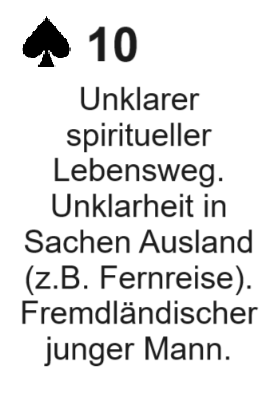 ♠ 10
Unklarer
spiritueller
Lebensweg.
Unklarheit in
Sachen Ausland
(z.B. Fernreise).
Fremdländischer
junger Mann.